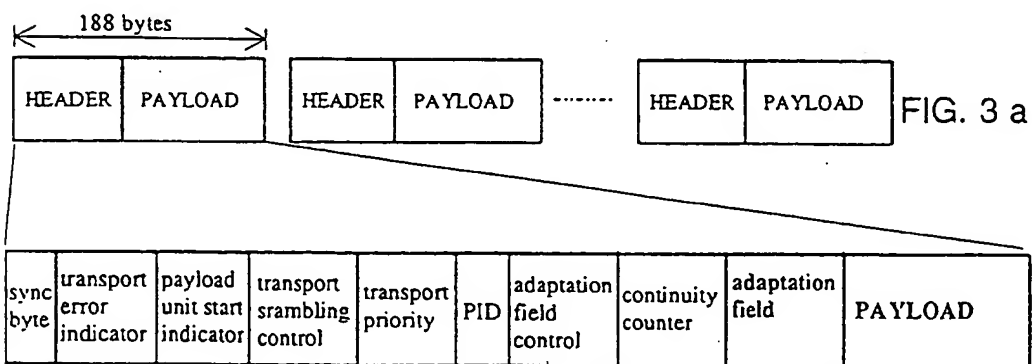 188 bytes
HEADER PAYLOAD HEADER PAYLOAD HEADER PAYLOAD FIG. 3 a
sync byte
transport error indicator
payload unit start indicator
transport srambling control
transport priority
PID
adaptation field control
continuity counter
adaptation field
PAYLOAD